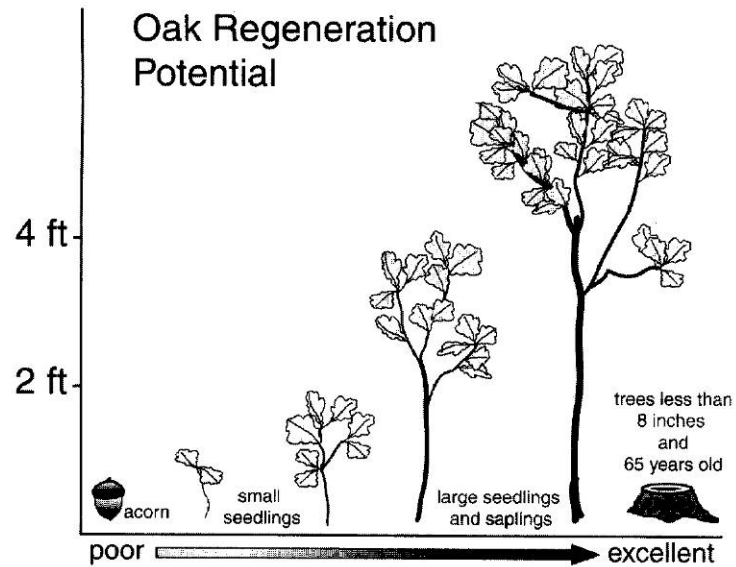 Oak Regeneration
Potential
4 ft
2 ft
acorn
small
seedlings
large seedlings
and saplings
trees less than
8 inches
and
65 years old
poor
excellent